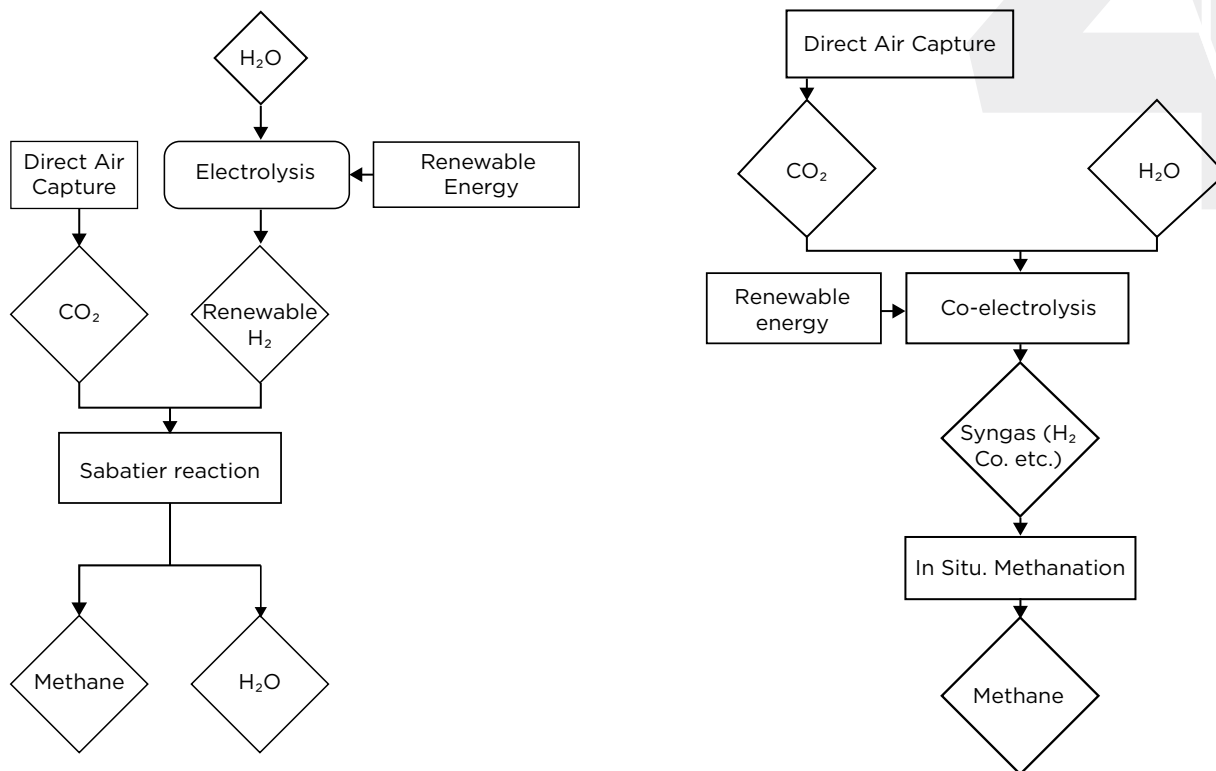 H₂O
Direct Air
Capture
Electrolysis
Renewable
Energy
CO₂
Renewable
H₂
Sabatier reaction
Methane
H₂O
Direct Air Capture
CO₂
H₂O
Renewable
energy
Co-electrolysis
Syngas (H₂
Co. etc.)
In Situ. Methanation
Methane